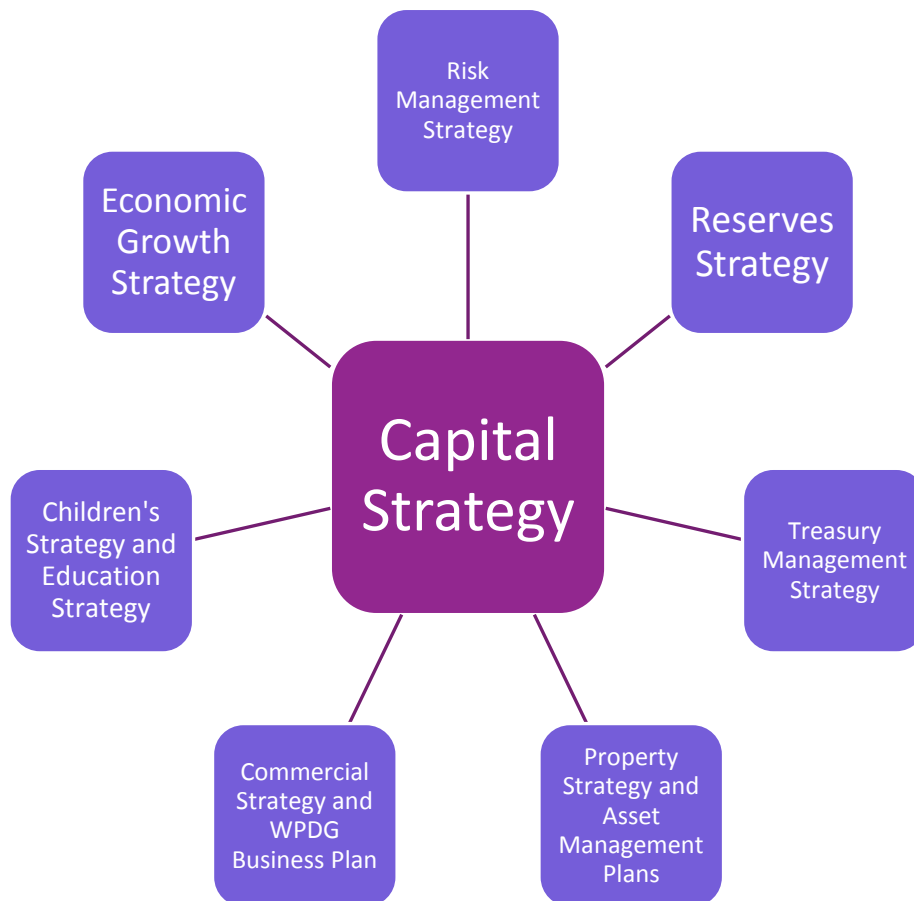 Risk
Management
Strategy
Economic
Growth
Strategy
Reserves
Strategy
Capital
Strategy
Children's
Strategy and
Education
Strategy
Treasury
Management
Strategy
Commercial
Strategy and
WPDG
Business Plan
Property
Strategy and
Asset
Management
Plans